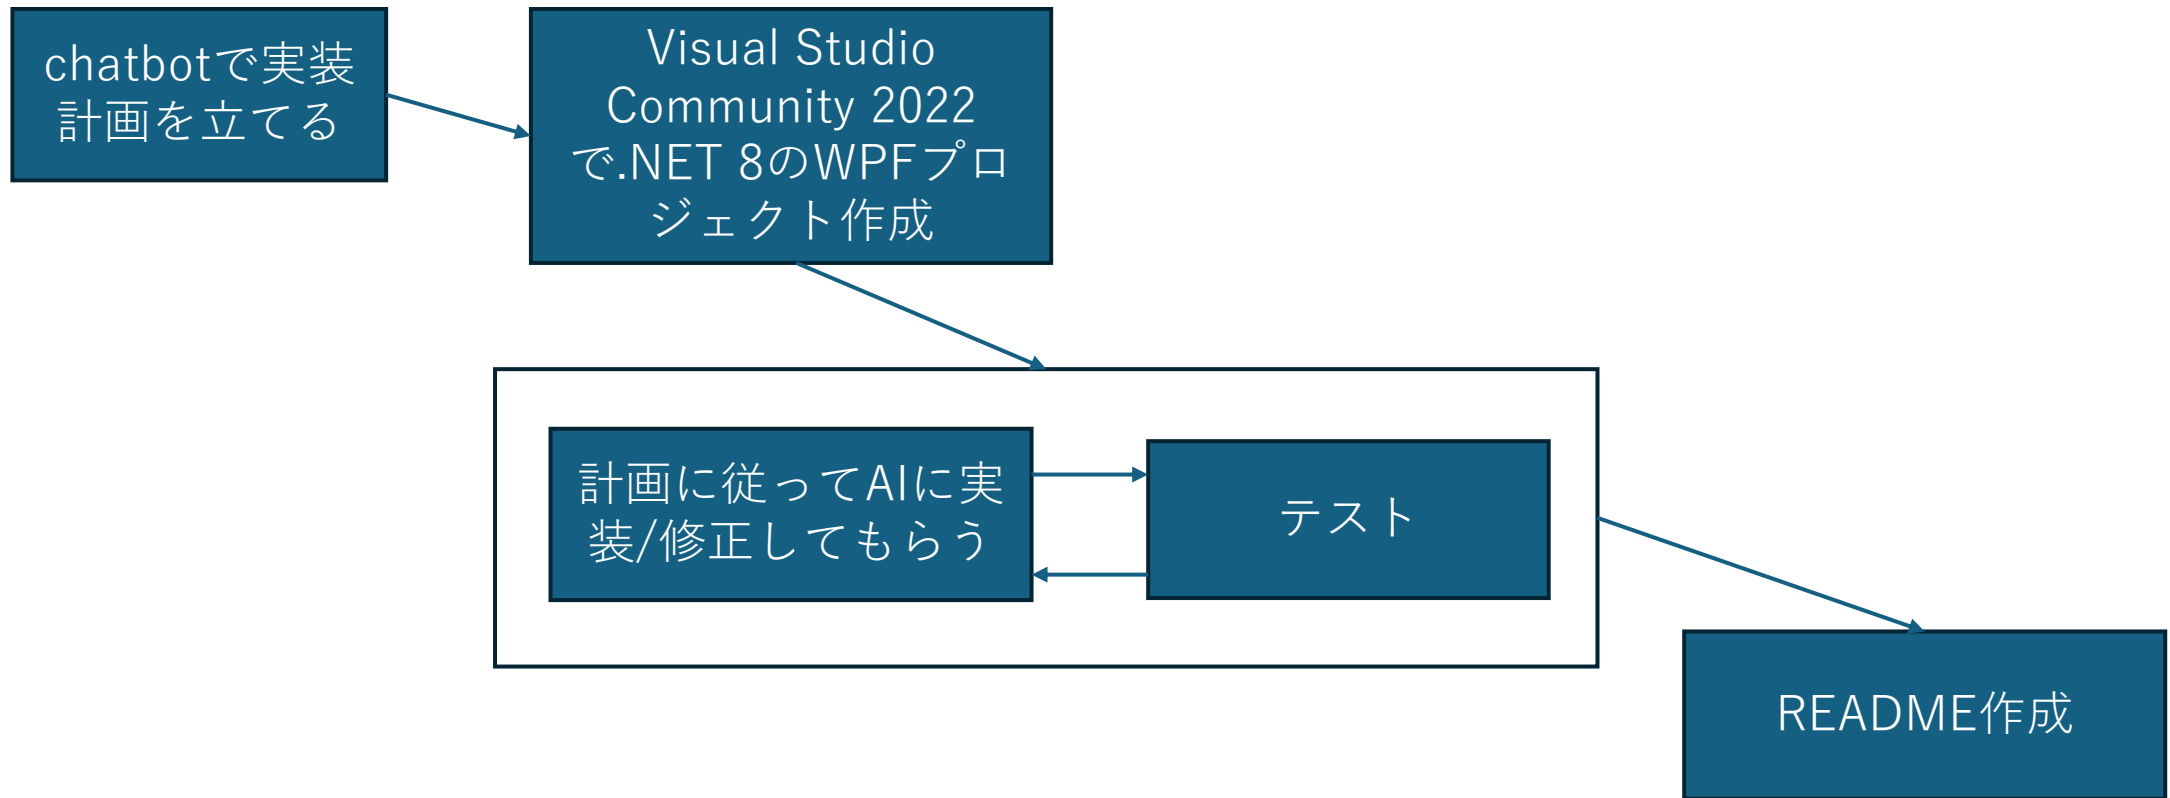 chatbotで実装
計画を立てる
Visual Studio
Community 2022
で.NET 8のWPFプロ
ジェクト作成
計画に従ってAIに実
装/修正してもらう
テスト
README作成